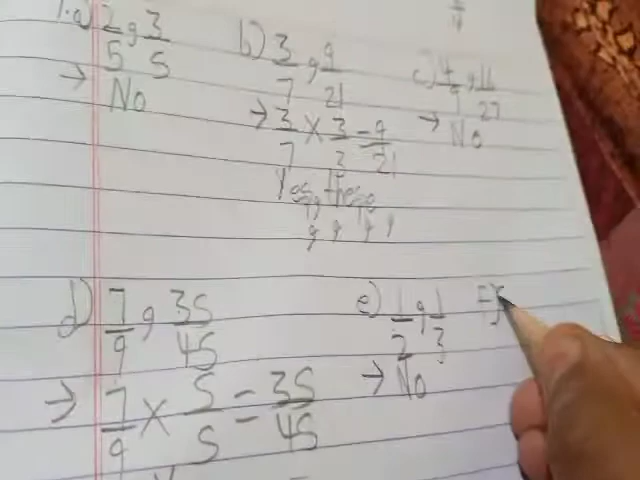 1.a) 2/5, 3/5
→ No
b) 3/7, 9/21
→ 3/7 × 3/3 = 9/21
Yes, these
" " " "
c) 4/9, 16/27
→ No
d) 7/9, 35/45
→ 7/9 × 5/5 = 35/45
e) 1/2, 1/3
→ No